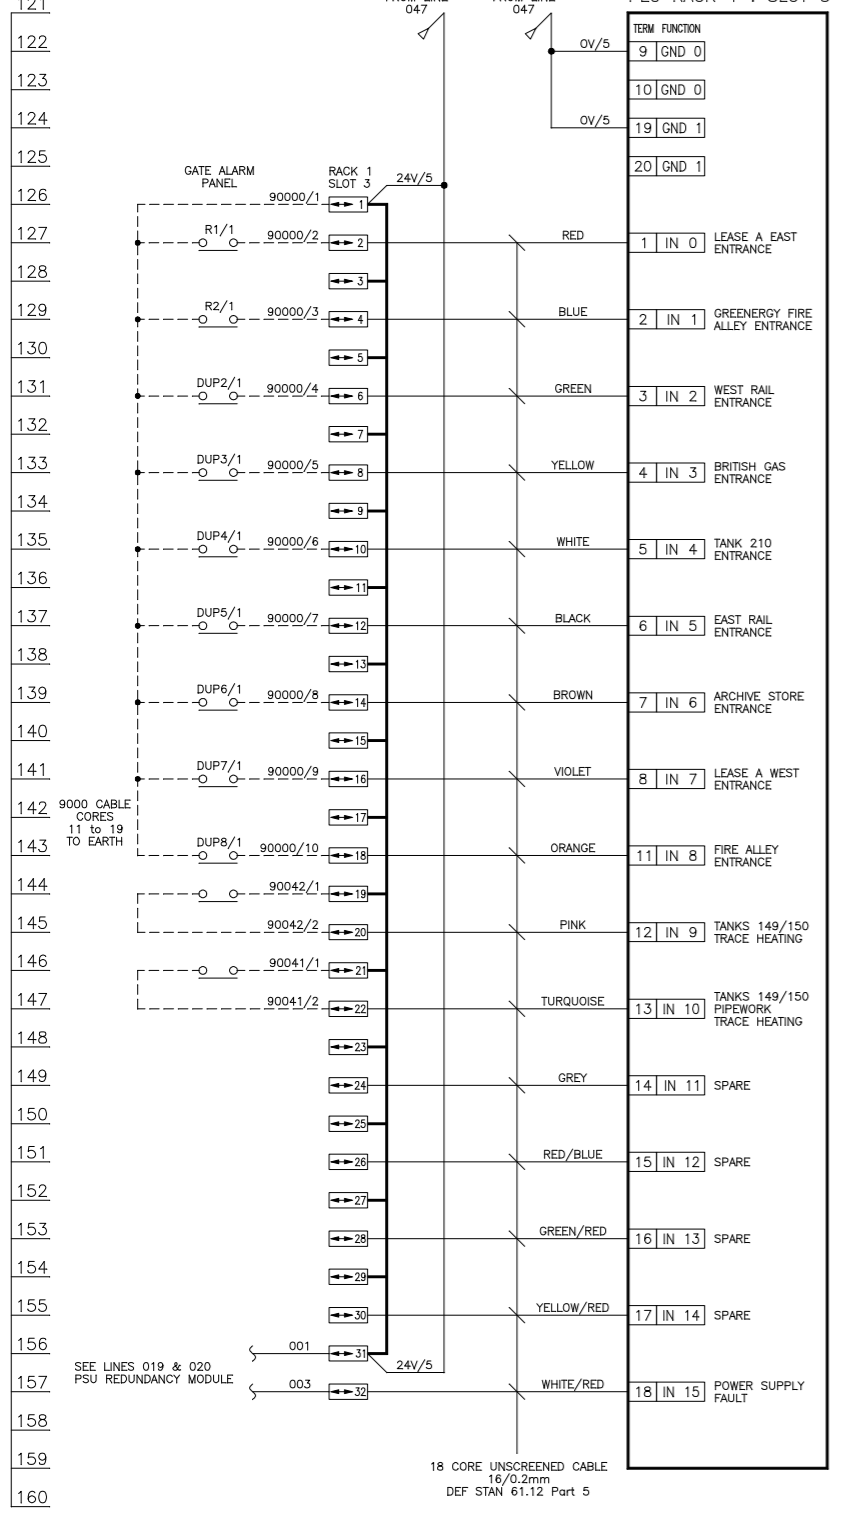 121
047
047
TERM FUNCTION
122
0V/5
9 GND 0
123
10 GND 0
124
0V/5
19 GND 1
125
20 GND 1
GATE ALARM
PANEL
RACK 1
SLOT 3
24V/5
126
90000/1
1
127
R1/1
90000/2
2
RED
1 IN 0
LEASE A EAST
ENTRANCE
128
3
129
R2/1
90000/3
4
BLUE
2 IN 1
GREENERGY FIRE
ALLEY ENTRANCE
130
5
131
DUP2/1
90000/4
6
GREEN
3 IN 2
WEST RAIL
ENTRANCE
132
7
133
DUP3/1
90000/5
8
YELLOW
4 IN 3
BRITISH GAS
ENTRANCE
134
9
135
DUP4/1
90000/6
10
WHITE
5 IN 4
TANK 210
ENTRANCE
136
11
137
DUP5/1
90000/7
12
BLACK
6 IN 5
EAST RAIL
ENTRANCE
138
13
139
DUP6/1
90000/8
14
BROWN
7 IN 6
ARCHIVE STORE
ENTRANCE
140
15
141
DUP7/1
90000/9
16
VIOLET
8 IN 7
LEASE A WEST
ENTRANCE
142
9000 CABLE
CORES
11 to 19
TO EARTH
17
143
DUP8/1
90000/10
18
ORANGE
11 IN 8
FIRE ALLEY
ENTRANCE
144
90042/1
19
145
90042/2
20
PINK
12 IN 9
TANKS 149/150
TRACE HEATING
146
90041/1
21
147
90041/2
22
TURQUOISE
13 IN 10
TANKS 149/150
PIPEWORK
TRACE HEATING
148
23
149
24
GREY
14 IN 11
SPARE
150
25
151
26
RED/BLUE
15 IN 12
SPARE
152
27
153
28
GREEN/RED
16 IN 13
SPARE
154
29
155
30
YELLOW/RED
17 IN 14
SPARE
156
001
31
24V/5
SEE LINES 019 & 020
PSU REDUNDANCY MODULE
157
003
32
WHITE/RED
18 IN 15
POWER SUPPLY
FAULT
158
159
18 CORE UNSCREENED CABLE
16/0.2mm
DEF STAN 61.12 Part 5
160